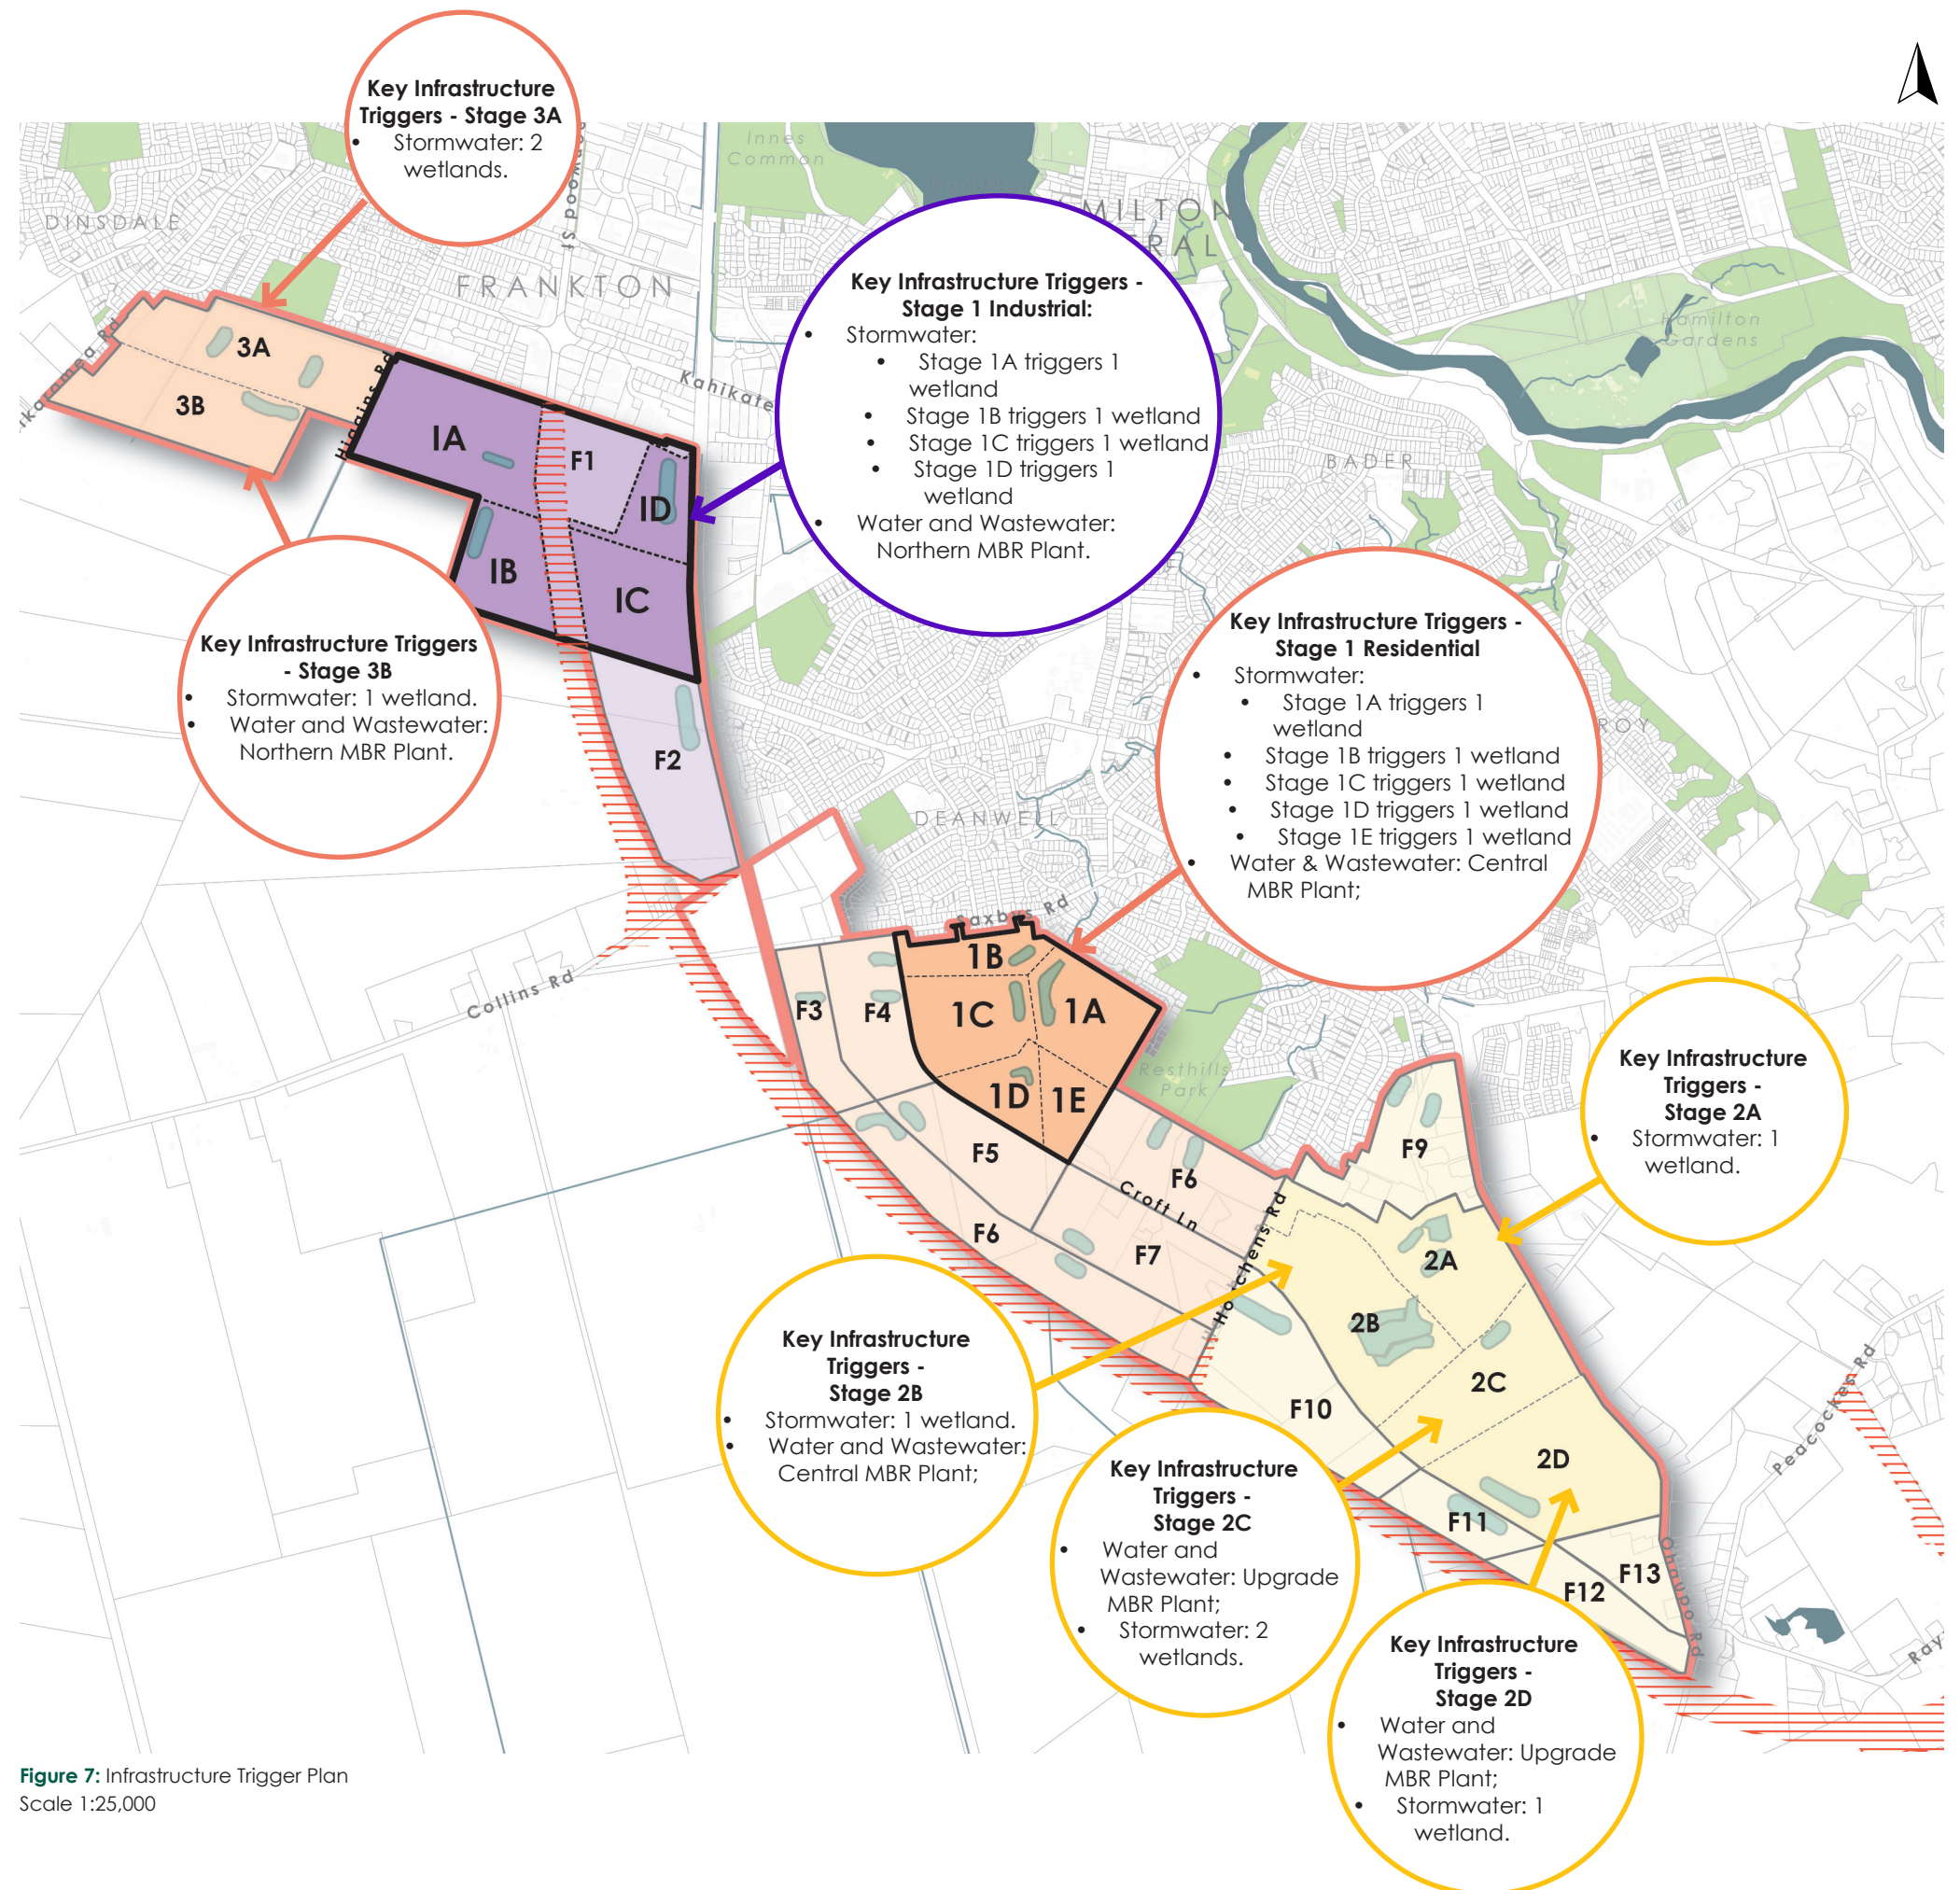 Key Infrastructure
Triggers - Stage 3A
• Stormwater: 2
wetlands.
Innes
Common
DINSDALE
FRANKTON
Kahikate
Hamilton
Gardens
BADER
Key Infrastructure Triggers -
Stage 1 Industrial:
• Stormwater:
• Stage 1A triggers 1
wetland
• Stage 1B triggers 1 wetland
• Stage 1C triggers 1 wetland
• Stage 1D triggers 1
wetland
• Water and Wastewater:
Northern MBR Plant.
3A
3B
Higgins Rd
IA
F1
ID
IB
IC
F2
Key Infrastructure Triggers
- Stage 3B
• Stormwater: 1 wetland.
• Water and Wastewater:
Northern MBR Plant.
Key Infrastructure Triggers -
Stage 1 Residential
• Stormwater:
• Stage 1A triggers 1
wetland
• Stage 1B triggers 1 wetland
• Stage 1C triggers 1 wetland
• Stage 1D triggers 1 wetland
• Stage 1E triggers 1 wetland
• Water & Wastewater: Central
MBR Plant;
ROY
DEANWELL
Rd
Collins Rd
1B
1C
1A
1D
1E
F3
F4
F5
F6
Resthills
Park
F6
Croft Ln
F7
Rd
F9
2A
2B
2C
2D
F10
F11
F12
F13
Peacockes Rd
Ohaupo Rd
Key Infrastructure
Triggers -
Stage 2A
• Stormwater: 1
wetland.
Key Infrastructure
Triggers -
Stage 2B
• Stormwater: 1 wetland.
• Water and Wastewater:
Central MBR Plant;
Key Infrastructure
Triggers -
Stage 2C
• Water and
Wastewater: Upgrade
MBR Plant;
• Stormwater: 2
wetlands.
Key Infrastructure
Triggers -
Stage 2D
• Water and
Wastewater: Upgrade
MBR Plant;
• Stormwater: 1
wetland.
Figure 7: Infrastructure Trigger Plan
Scale 1:25,000